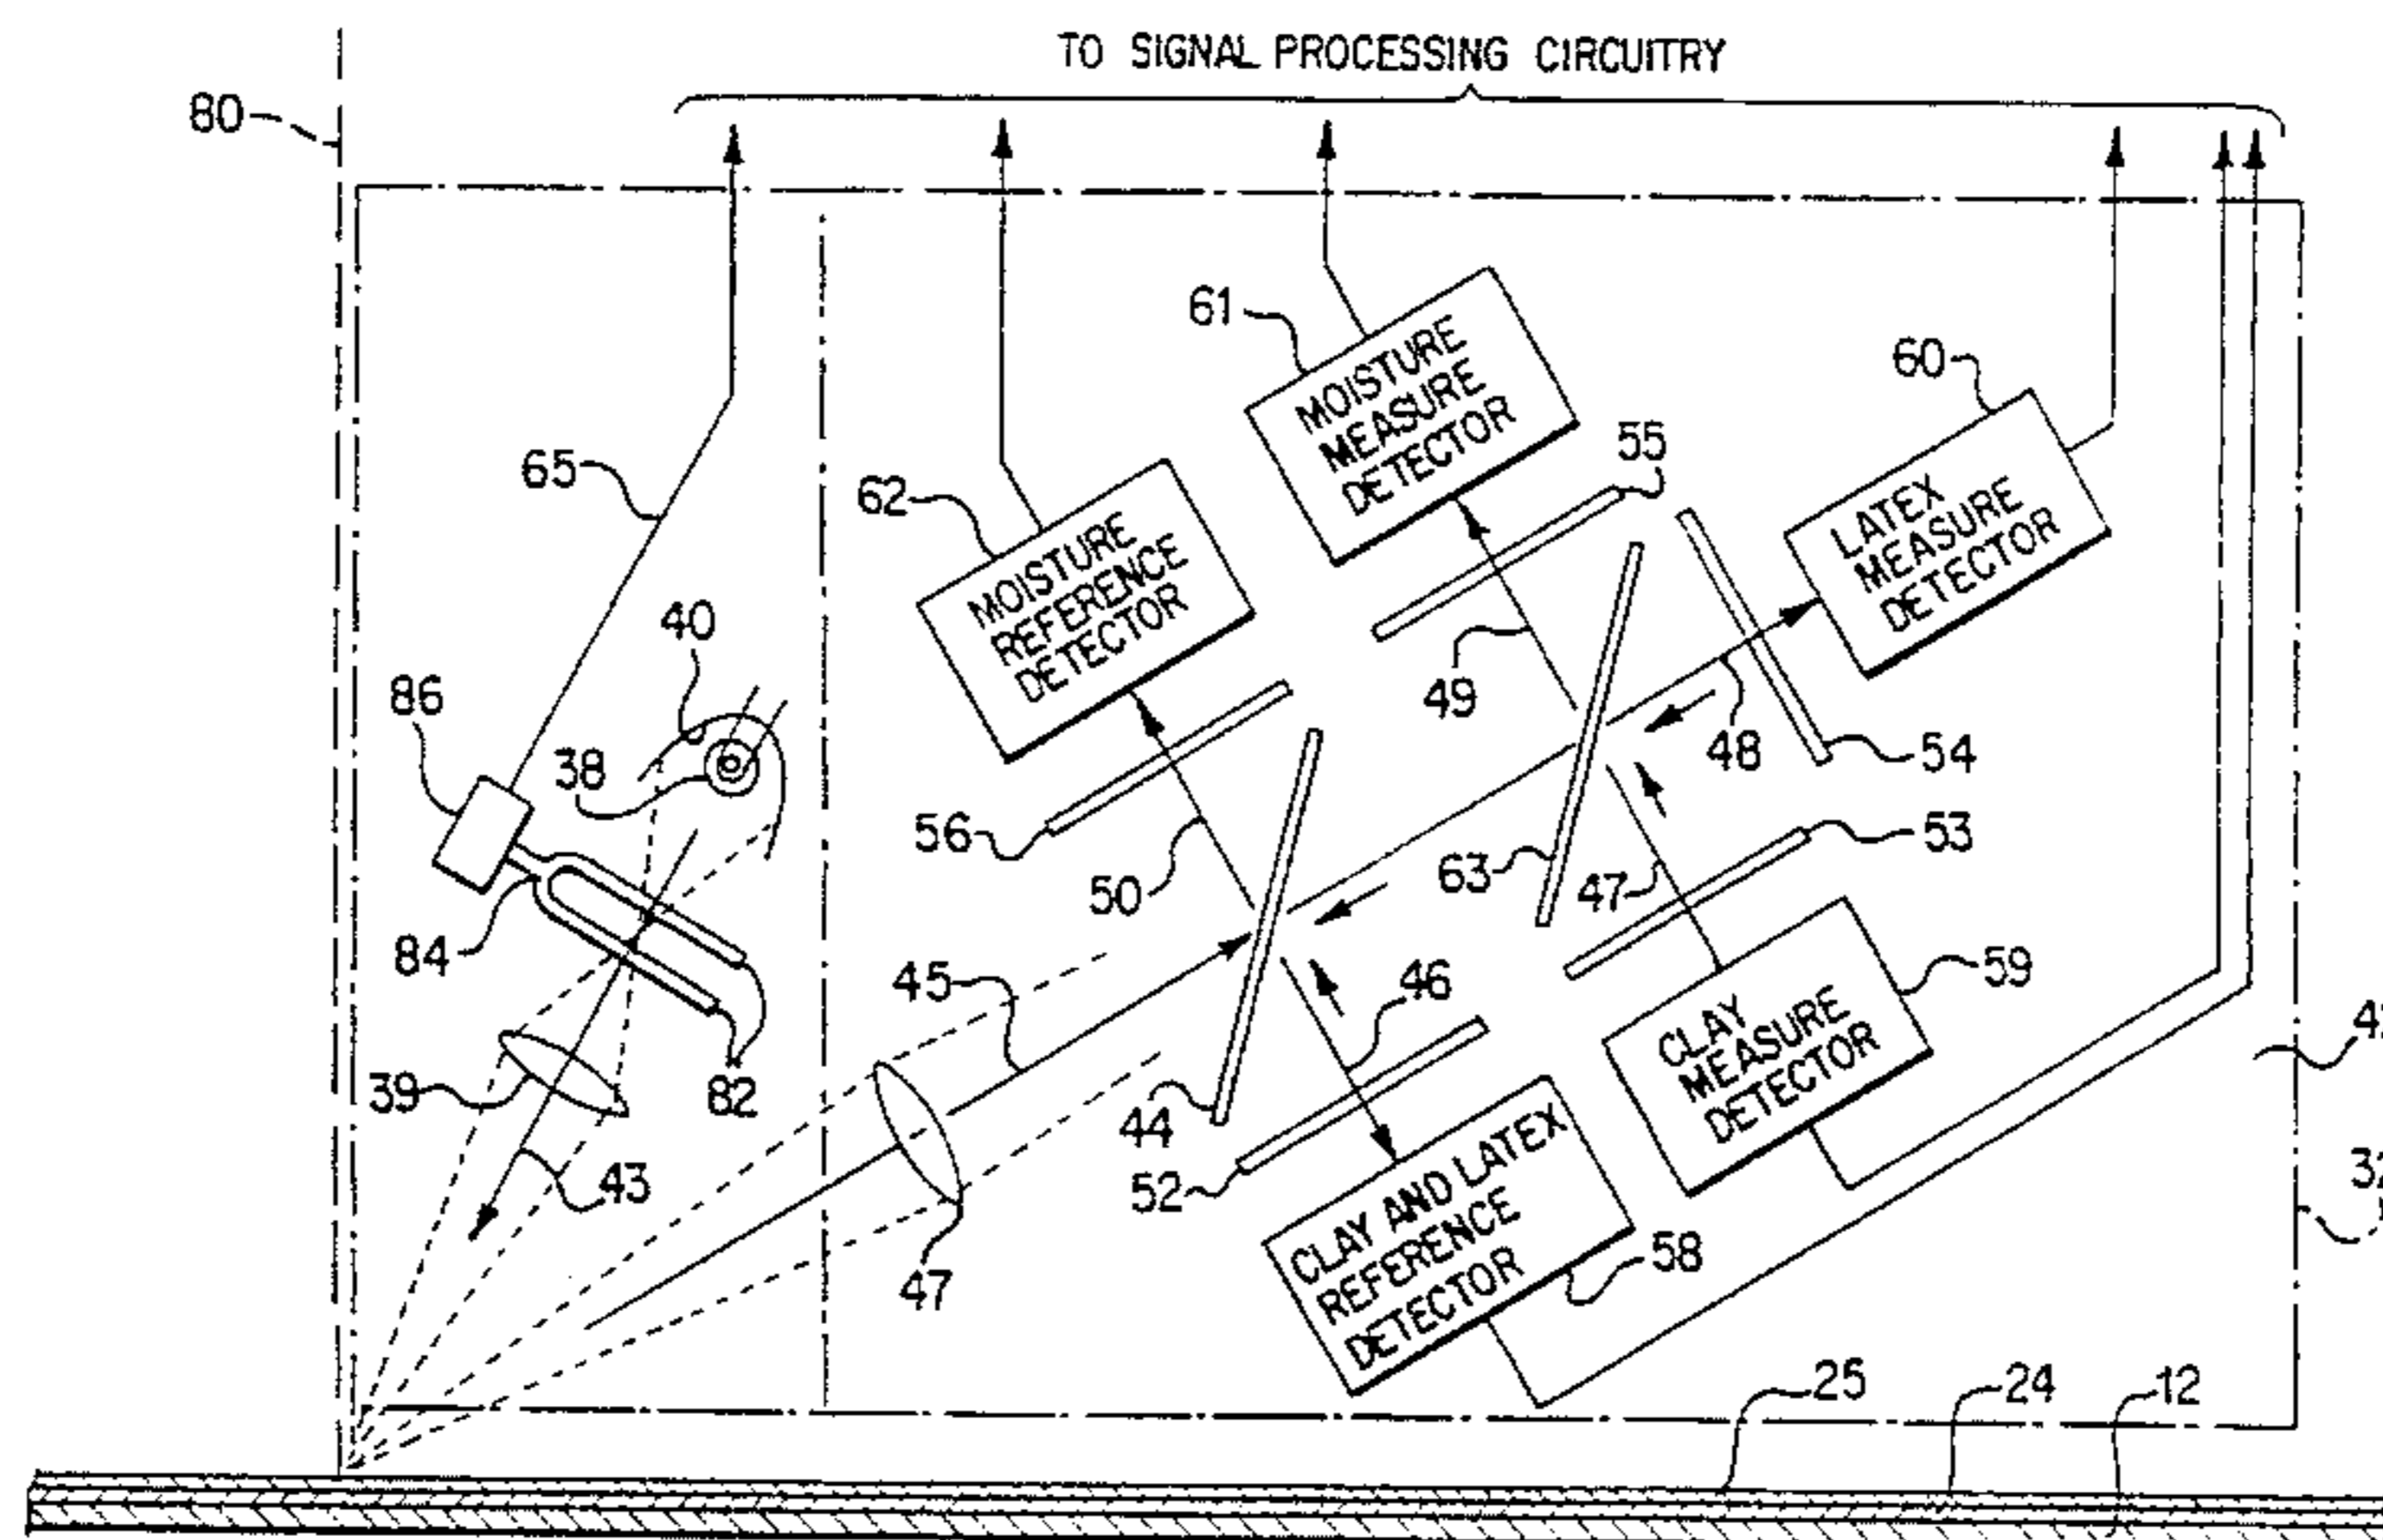 TO SIGNAL PROCESSING CIRCUITRY
80
61
MOISTURE
MEASURE
DETECTOR
60
55
65
62
LATEX
MEASURE
DETECTOR
MOISTURE
REFERENCE
DETECTOR
40
49
86
48
54
38
56
53
50
63
47
84
45
46
59
CLAY
MEASURE
DETECTOR
39
82
44
52
43
CLAY AND LATEX
REFERENCE
DETECTOR
47
58
25
24
12